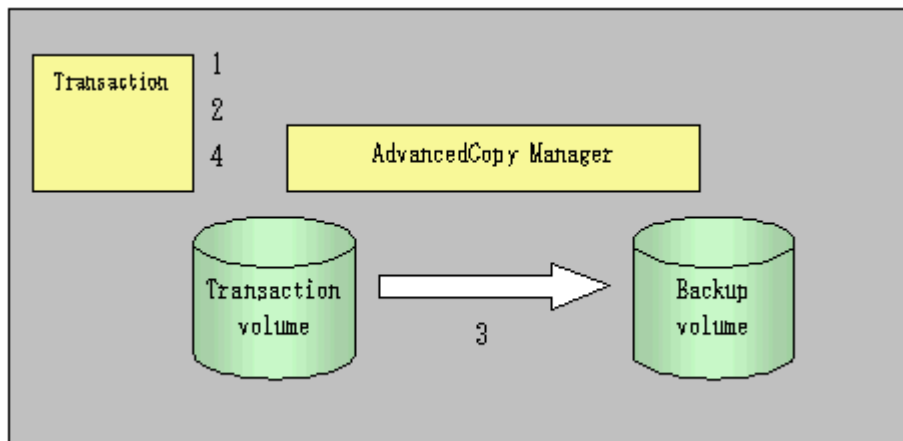 Transaction
1
2
4
AdvancedCopy Manager
Transaction
volume
3
Backup
volume